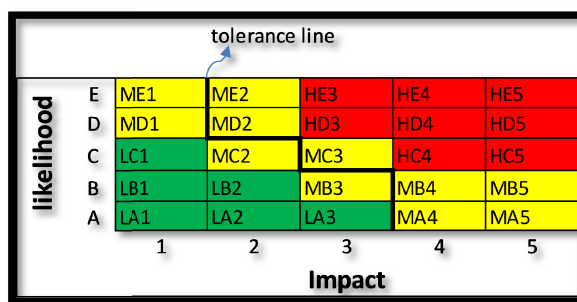 tolerance line
likelihood
E ME1 ME2 HE3 HE4 HE5
D MD1 MD2 HD3 HD4 HD5
C LC1 MC2 MC3 HC4 HC5
B LB1 LB2 MB3 MB4 MB5
A LA1 LA2 LA3 MA4 MA5
1 2 3 4 5
Impact